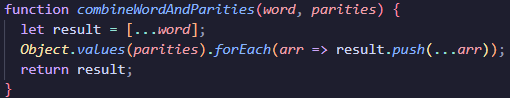 function combineWordAndParities(word, parities) {
  let result = [...word];
  Object.values(parities).forEach(arr => result.push(...arr));
  return result;
}